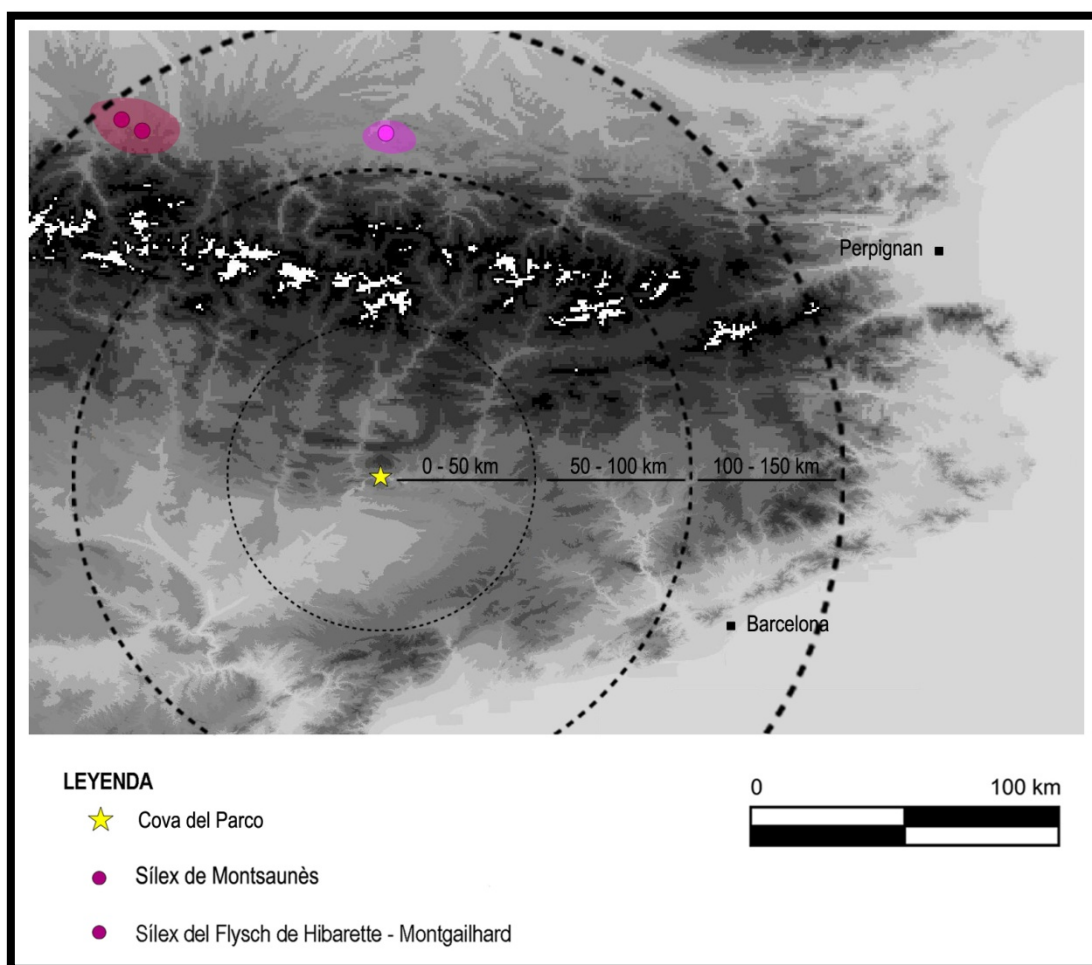 Perpignan
0 - 50 km
50 - 100 km
100 - 150 km
Barcelona
LEYENDA
Cova del Parco
Sílex de Montsaunès
Sílex del Flysch de Hibarette - Montgailhard
0
100 km